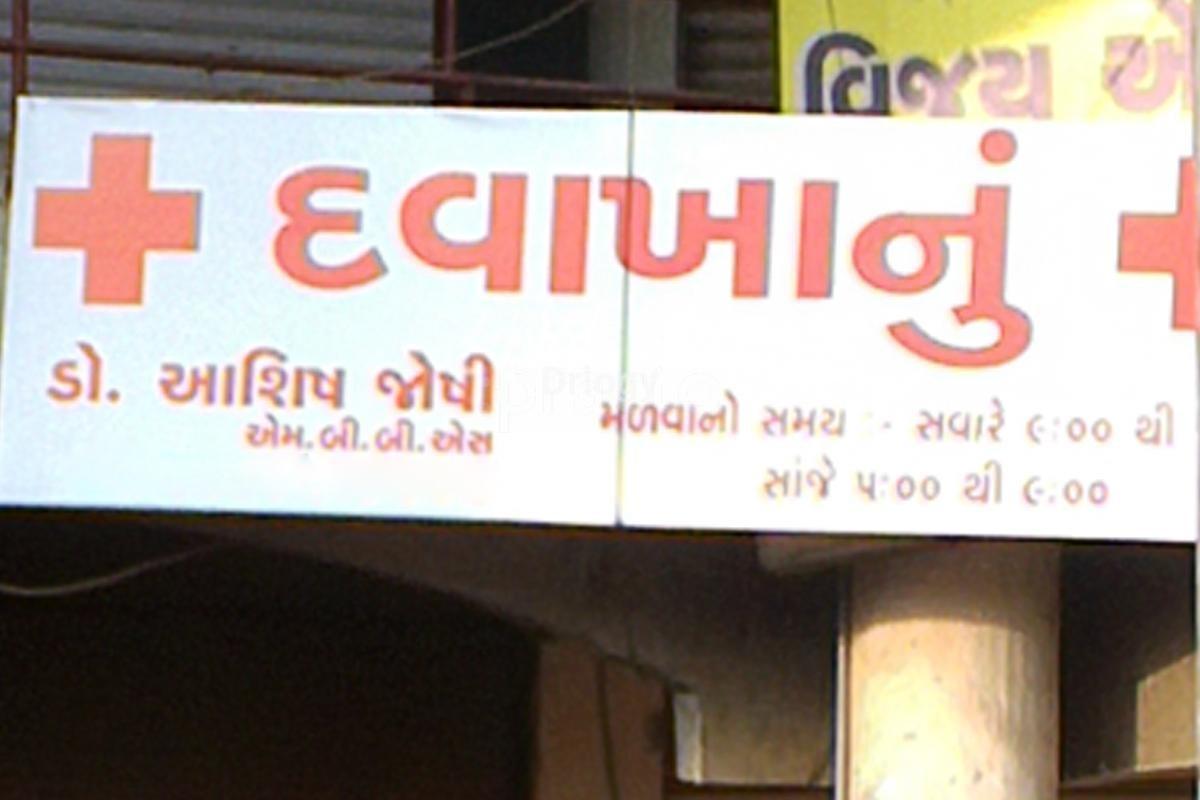 વિજય
દવાખાનું
ડો. આશિષ જોષી
એમ.બી.બી.એસ
મળવાનો સમય :- સવારે ૯:૦૦ થી
સાંજે ૫:૦૦ થી ૯:૦૦